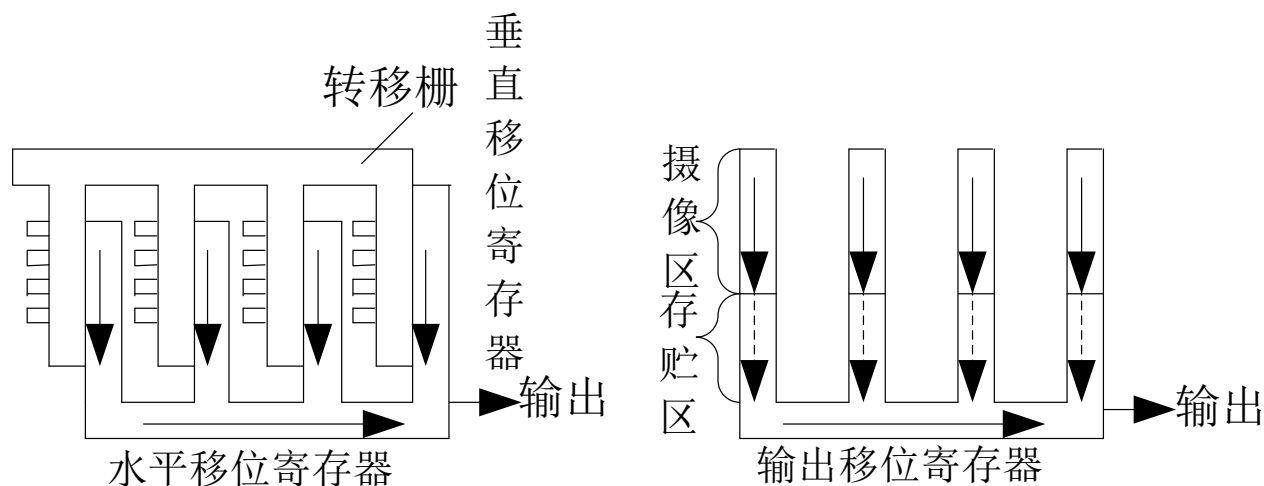 转移栅
垂直移位寄存器
输出
水平移位寄存器
摄像区
存贮区
输出
输出移位寄存器